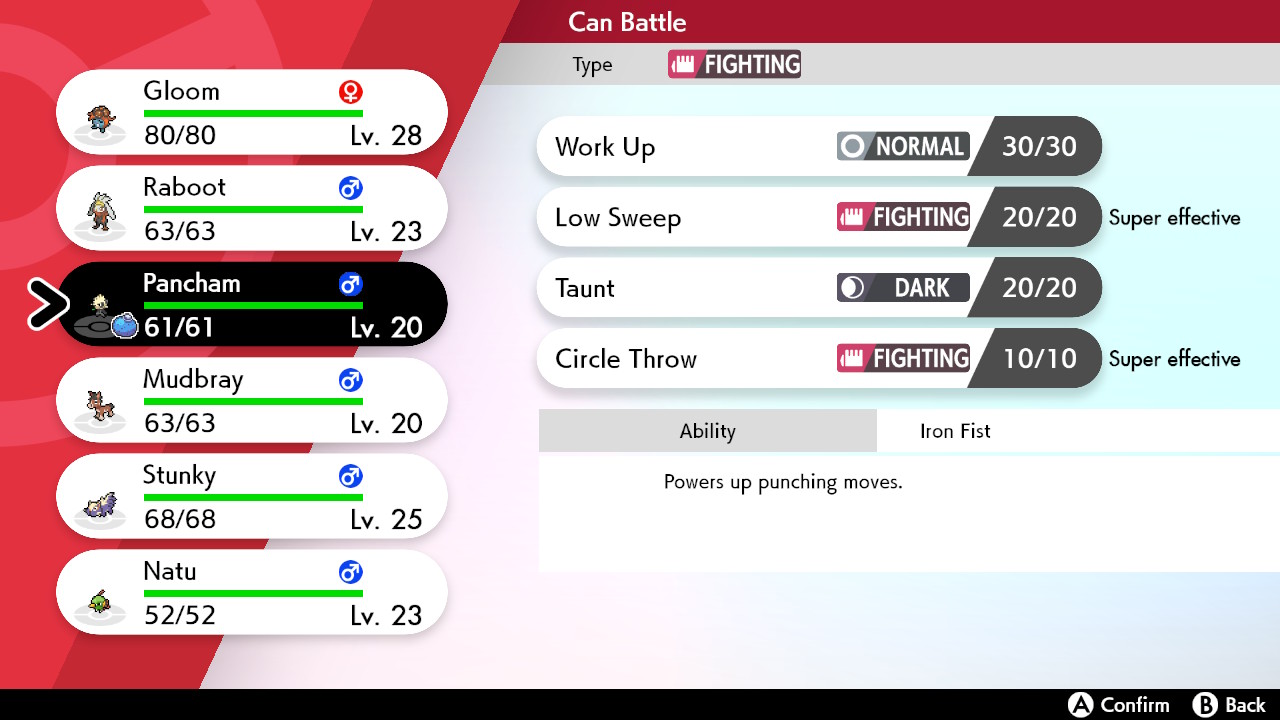 Can Battle
Type FIGHTING
Gloom
80/80 Lv. 28
Raboot
63/63 Lv. 23
Pancham
61/61 Lv. 20
Mudbray
63/63 Lv. 20
Stunky
68/68 Lv. 25
Natu
52/52 Lv. 23
Work Up NORMAL 30/30
Low Sweep FIGHTING 20/20 Super effective
Taunt DARK 20/20
Circle Throw FIGHTING 10/10 Super effective
Ability Iron Fist
Powers up punching moves.
A Confirm B Back